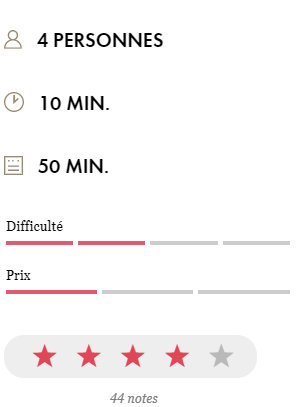 4 PERSONNES
10 MIN.
50 MIN.
Difficulté
Prix
44 notes